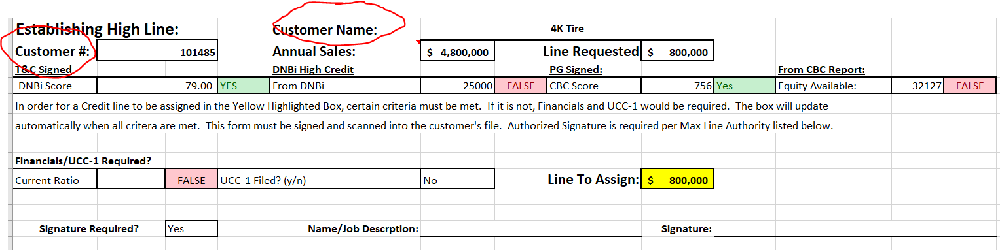 Establishing High Line: Customer Name: 4K Tire
Customer #: 101485 Annual Sales: $ 4,800,000 Line Requested $ 800,000
T&C Signed DNBi High Credit PG Signed: From CBC Report:
DNBi Score 79.00 YES From DNBi 25000 FALSE CBC Score 756 Yes Equity Available: 32127 FALSE
In order for a Credit line to be assigned in the Yellow Highlighted Box, certain criteria must be met. If it is not, Financials and UCC-1 would be required. The box will update
automatically when all critera are met. This form must be signed and scanned into the customer's file. Authorized Signature is required per Max Line Authority listed below.
Financials/UCC-1 Required?
Current Ratio FALSE UCC-1 Filed? (y/n) No Line To Assign: $ 800,000
Signature Required? Yes Name/Job Descrption: Signature: